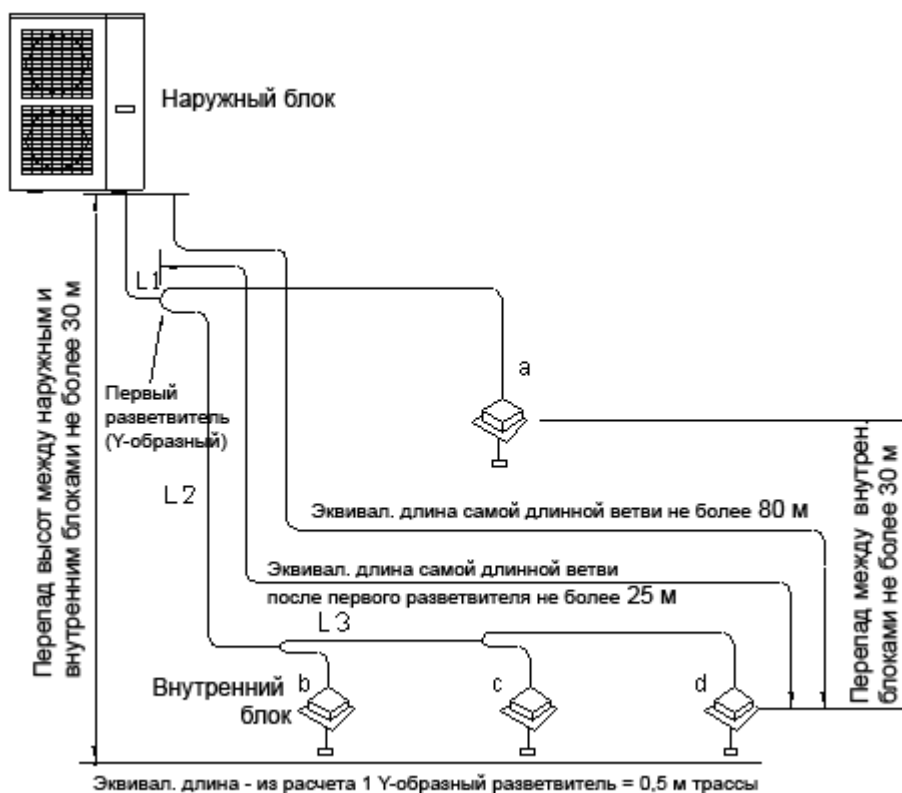 Наружный блок
L1
a
Первый
разветвитель
(Y-образный)
L2
Перепад высот между наружным и
внутренним блоками не более 30 м
Эквивал. длина самой длинной ветви не более 80 м
Эквивал. длина самой длинной ветви
после первого разветвителя не более 25 м
L3
Перепад между внутрен.
блоками не более 30 м
b
c
d
Внутренний
блок
Эквивал. длина - из расчета 1 Y-образный разветвитель = 0,5 м трассы